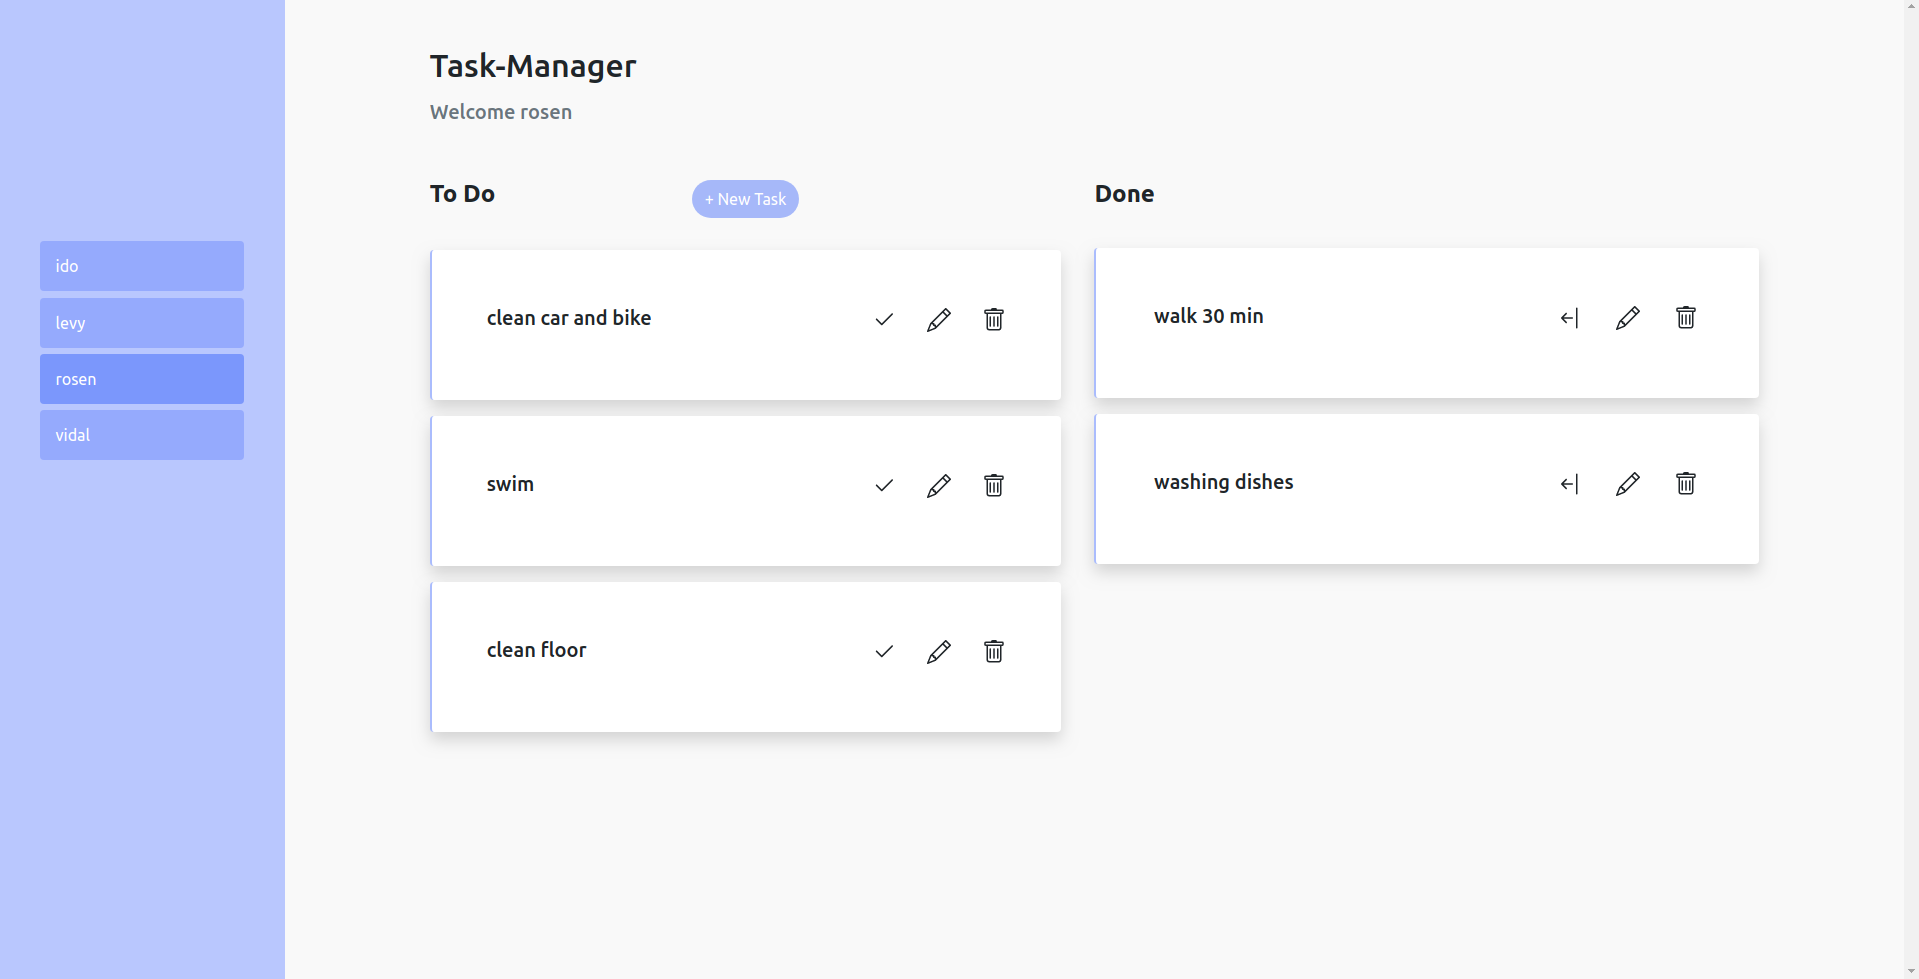 ido
levy
rosen
vidal
Task-Manager
Welcome rosen
To Do
+ New Task
clean car and bike
swim
clean floor
Done
walk 30 min
washing dishes